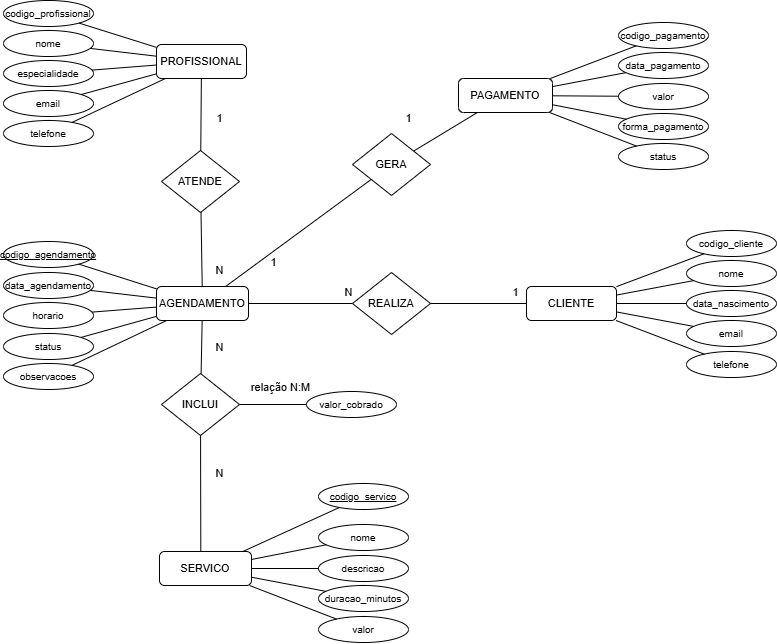 codigo_profissional
nome
especialidade
email
telefone
PROFISSIONAL
1
ATENDE
N
codigo_pagamento
data_pagamento
valor
forma_pagamento
status
PAGAMENTO
1
GERA
1
codigo_agendamento
data_agendamento
horario
status
observacoes
AGENDAMENTO
N
REALIZA
1
CLIENTE
codigo_cliente
nome
data_nascimento
email
telefone
N
INCLUI
relação N:M
valor_cobrado
N
SERVICO
codigo_servico
nome
descricao
duracao_minutos
valor